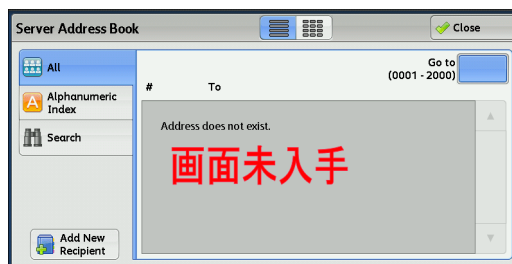 Server Address Book
Close
All
Alphanumeric
Index
Search
Add New
Recipient
Go to
(0001 - 2000)
# To
Address does not exist.
画面未入手